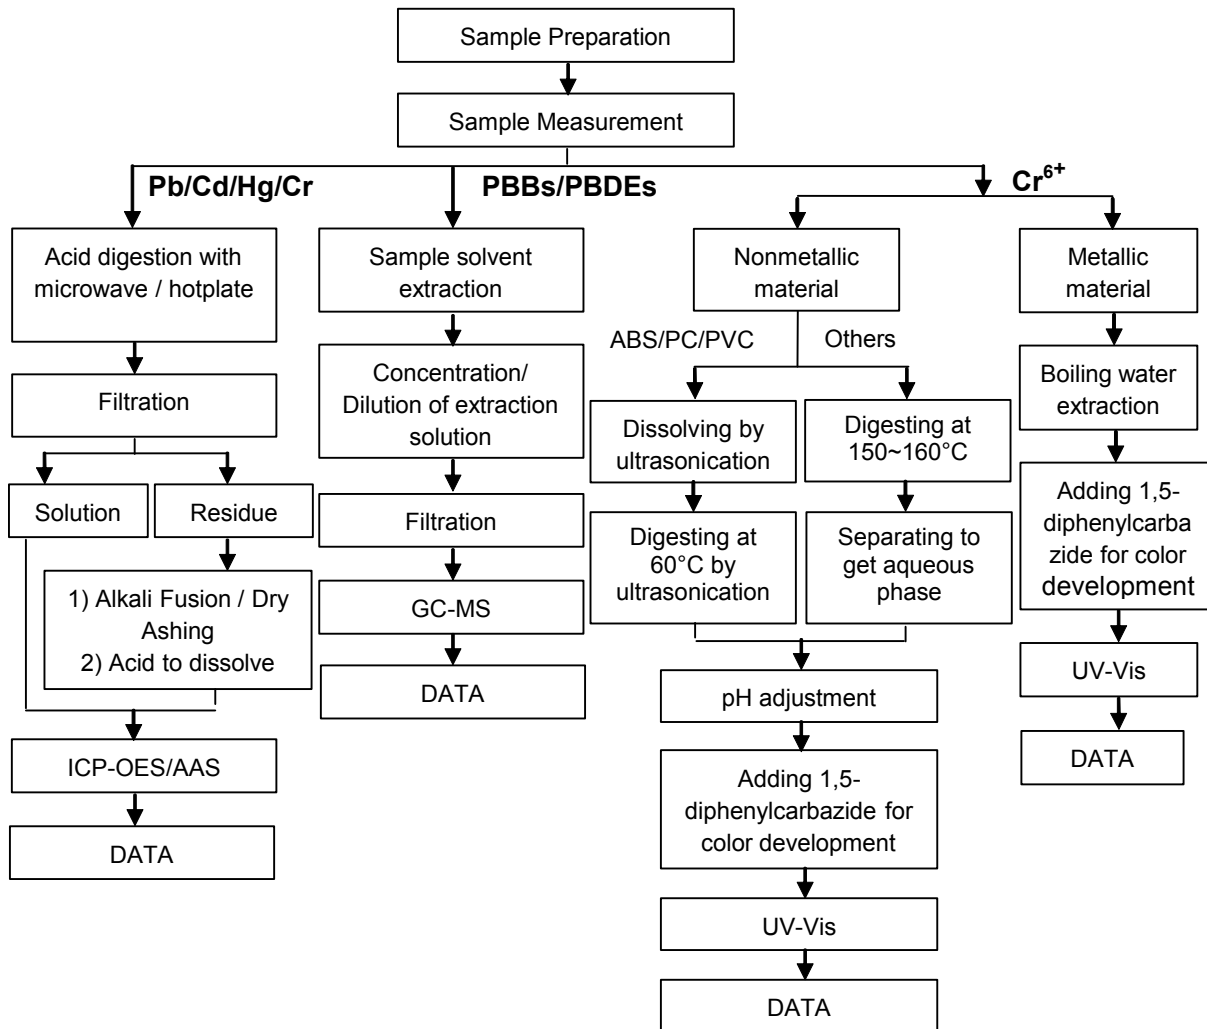 Sample Preparation
Sample Measurement
Pb/Cd/Hg/Cr
PBBs/PBDEs
Cr⁶⁺
Acid digestion with
microwave / hotplate
Filtration
Solution
Residue
1) Alkali Fusion / Dry
Ashing
2) Acid to dissolve
ICP-OES/AAS
DATA
Sample solvent
extraction
Concentration/
Dilution of extraction
solution
Filtration
GC-MS
DATA
Nonmetallic
material
ABS/PC/PVC
Others
Dissolving by
ultrasonication
Digesting at
60°C by
ultrasonication
Digesting at
150~160°C
Separating to
get aqueous
phase
pH adjustment
Adding 1,5-
diphenylcarbazide for
color development
UV-Vis
DATA
Metallic
material
Boiling water
extraction
Adding 1,5-
diphenylcarba
zide for color
development
UV-Vis
DATA